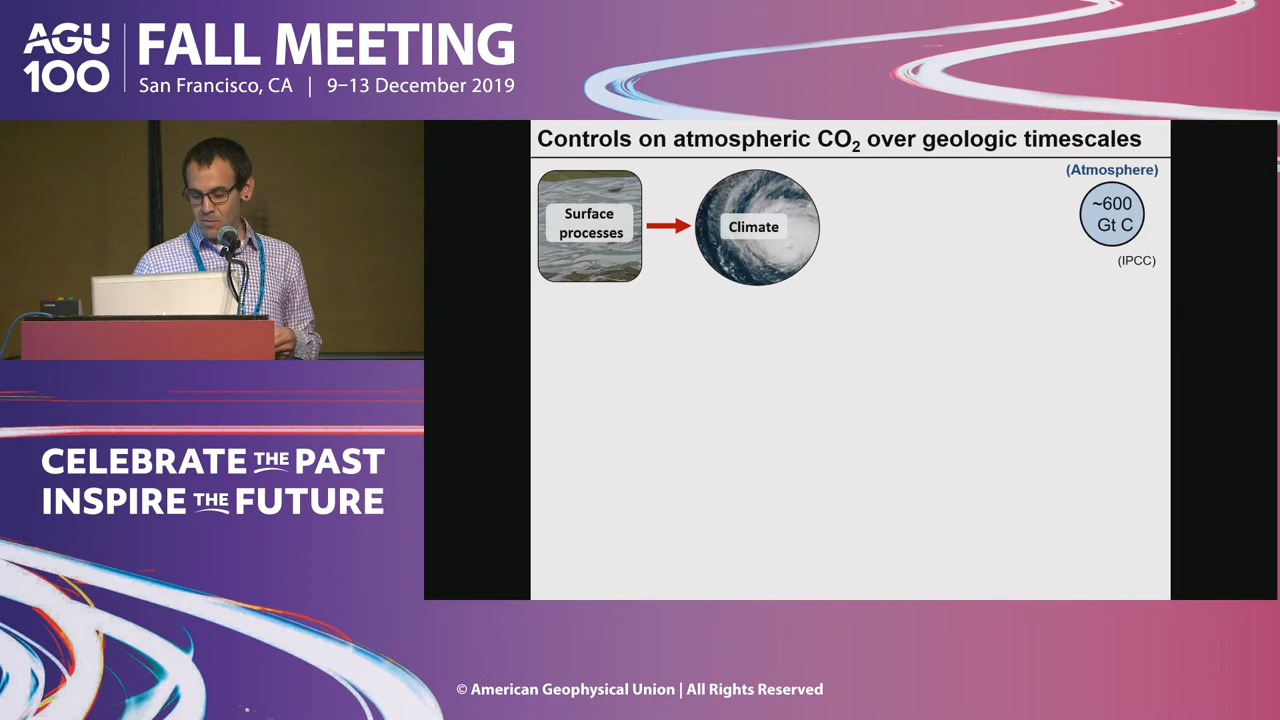 AGU
100
FALL MEETING
San Francisco, CA | 9–13 December 2019
Controls on atmospheric CO₂ over geologic timescales
(Atmosphere)
~600
Gt C
(IPCC)
Surface
processes
Climate
CELEBRATE THE PAST
INSPIRE THE FUTURE
© American Geophysical Union | All Rights Reserved